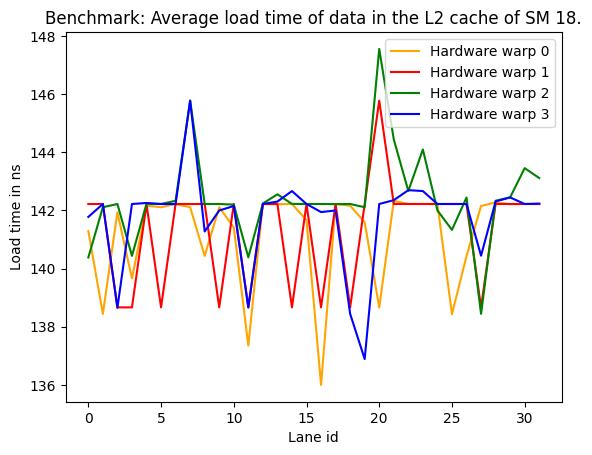 Benchmark: Average load time of data in the L2 cache of SM 18.
148
146
144
142
140
138
136
Load time in ns
Hardware warp 0
Hardware warp 1
Hardware warp 2
Hardware warp 3
0 5 10 15 20 25 30
Lane id